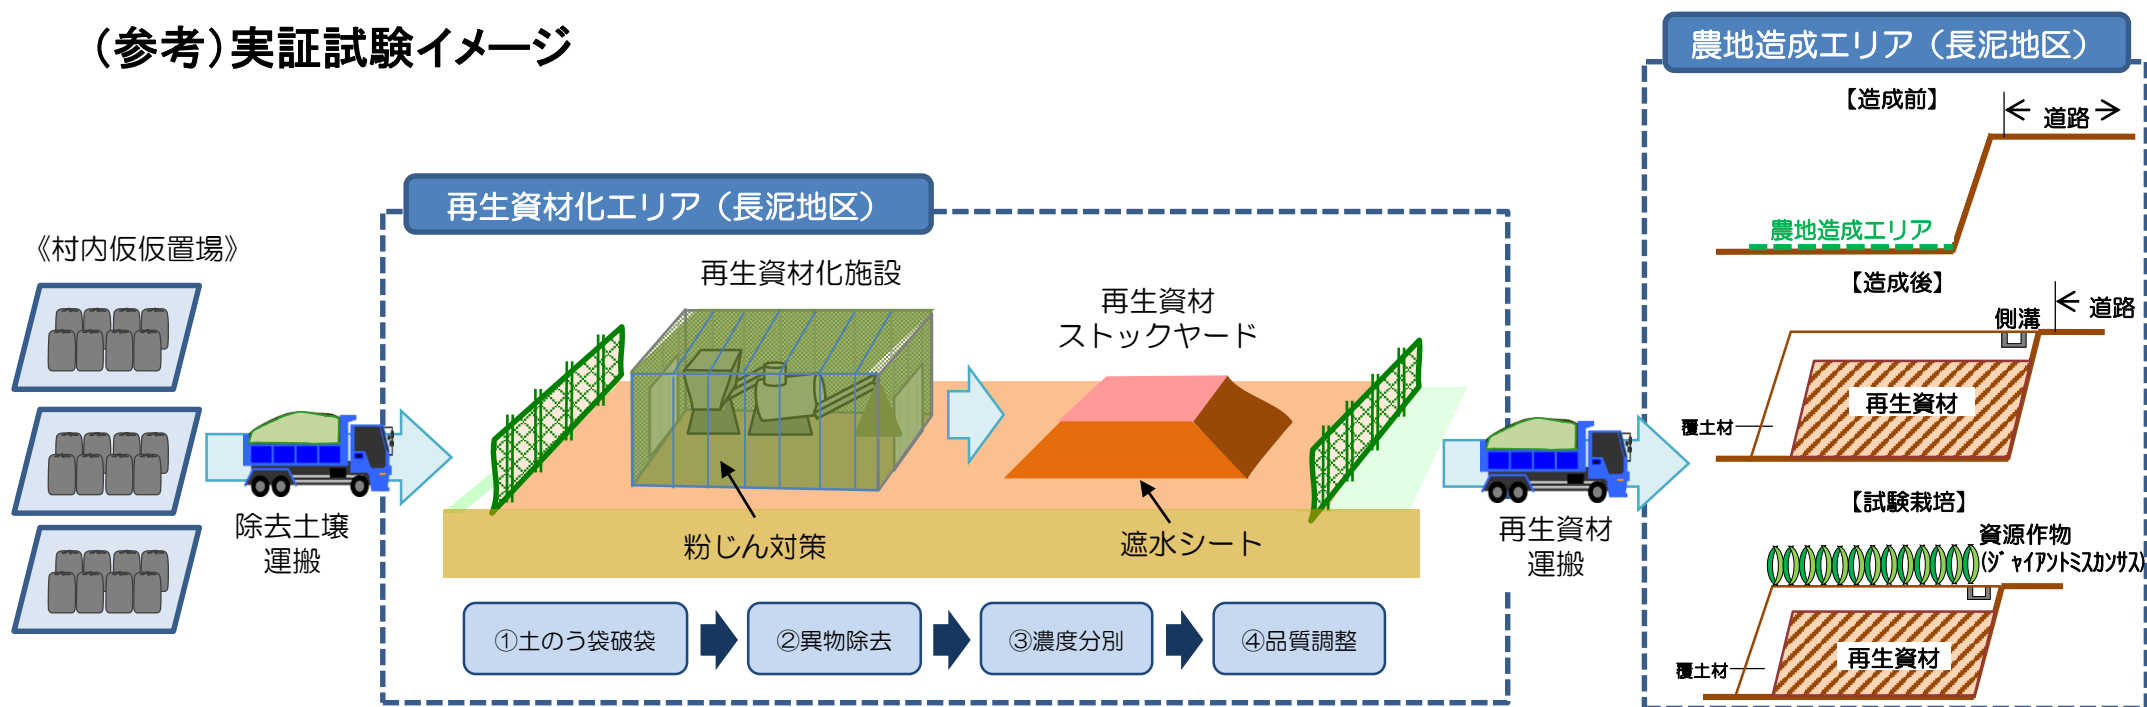 （参考）実証試験イメージ
《村内仮仮置場》
除去土壌
運搬
再生資材化エリア（長泥地区）
再生資材化施設
再生資材
ストックヤード
粉じん対策
遮水シート
①土のう袋破袋
②異物除去
③濃度分別
④品質調整
再生資材
運搬
農地造成エリア（長泥地区）
【造成前】
道路
農地造成エリア
【造成後】
道路
側溝
再生資材
覆土材
【試験栽培】
資源作物
(ｼﾞｬｲｱﾝﾄﾐｽｶﾝｻｽ)
再生資材
覆土材